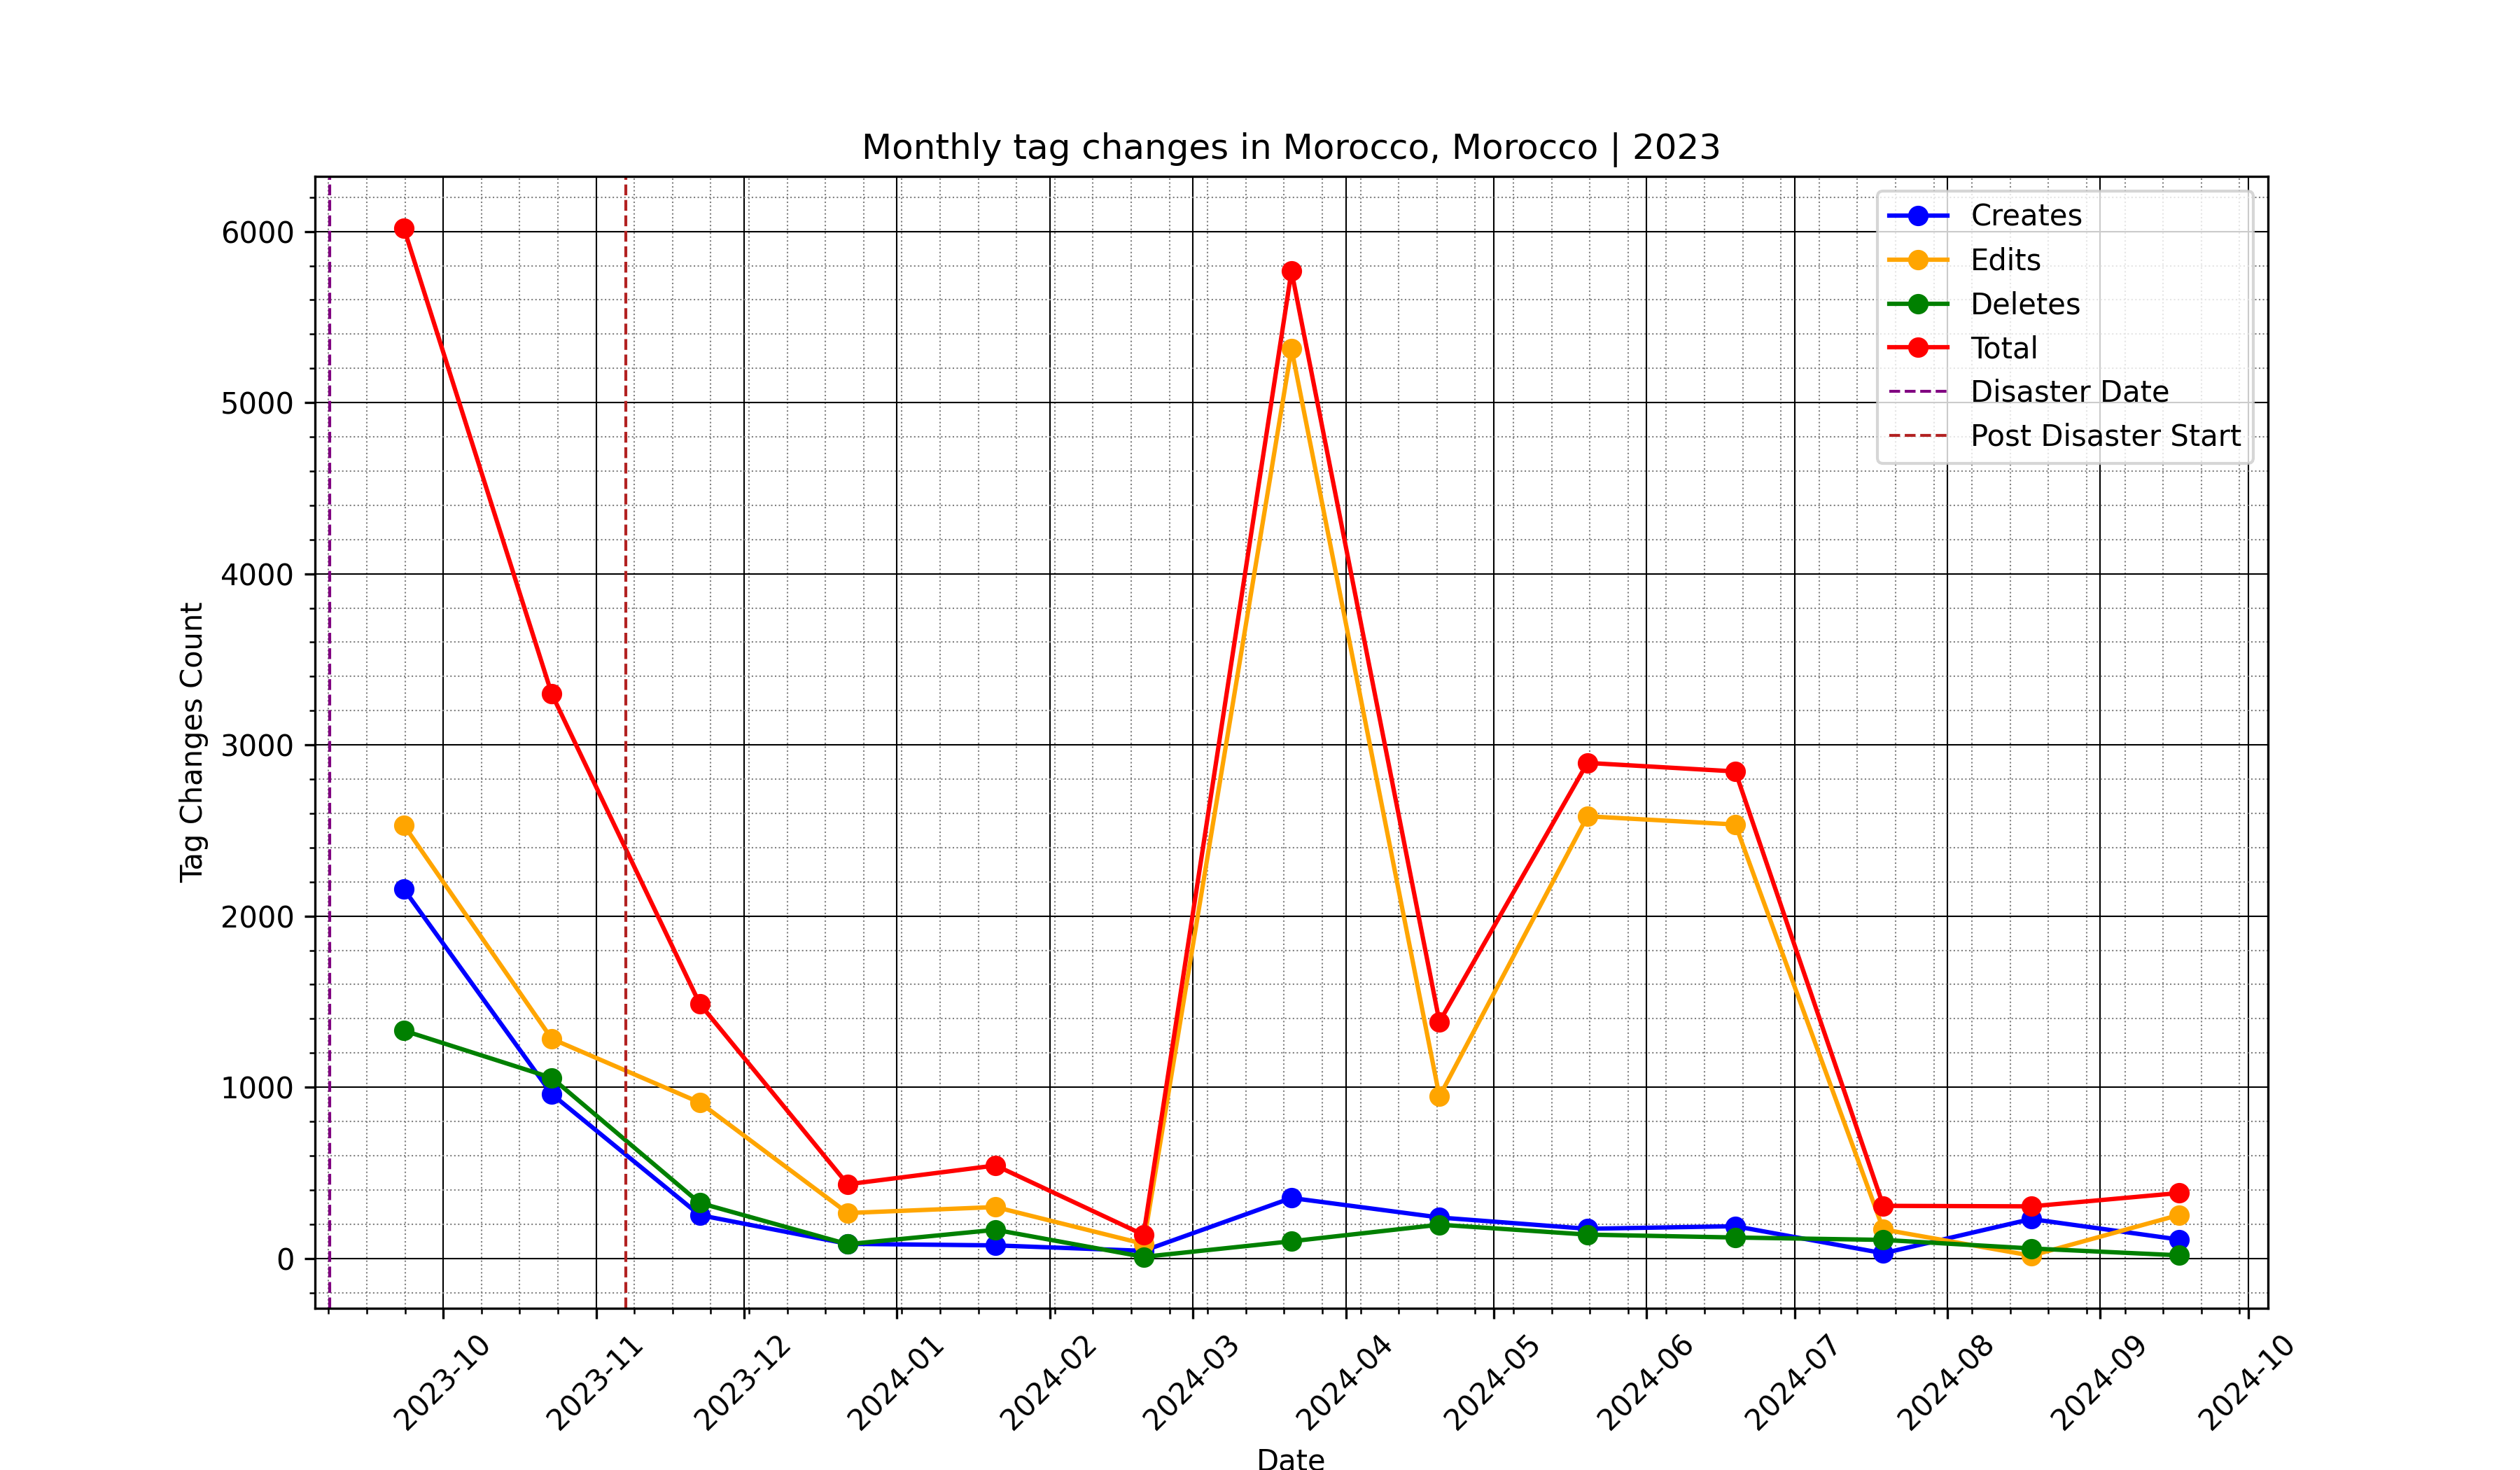 Monthly tag changes in Morocco, Morocco | 2023
Creates
Edits
Deletes
Total
Disaster Date
Post Disaster Start
6000
5000
4000
3000
2000
1000
0
Tag Changes Count
2023-10
2023-11
2023-12
2024-01
2024-02
2024-03
2024-04
2024-05
2024-06
2024-07
2024-08
2024-09
2024-10
Date